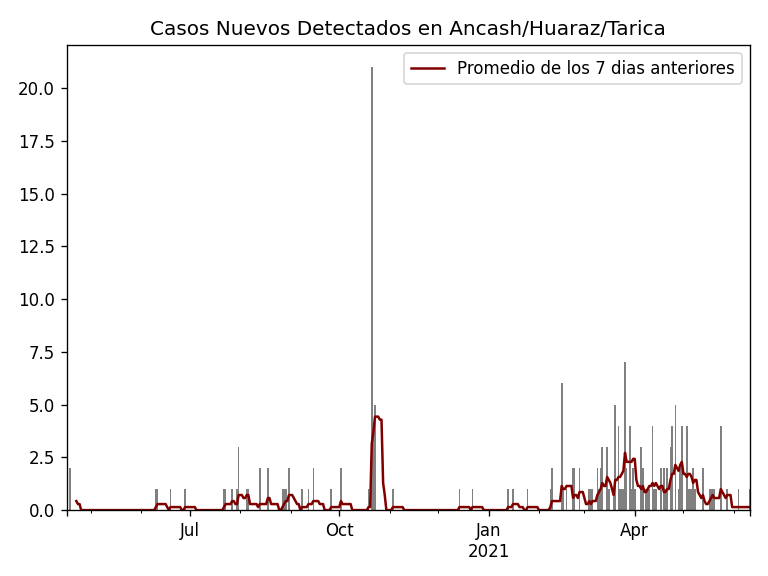 Casos Nuevos Detectados en Ancash/Huaraz/Tarica
Promedio de los 7 dias anteriores
20.0
17.5
15.0
12.5
10.0
7.5
5.0
2.5
0.0
Jul
Oct
Jan
2021
Apr